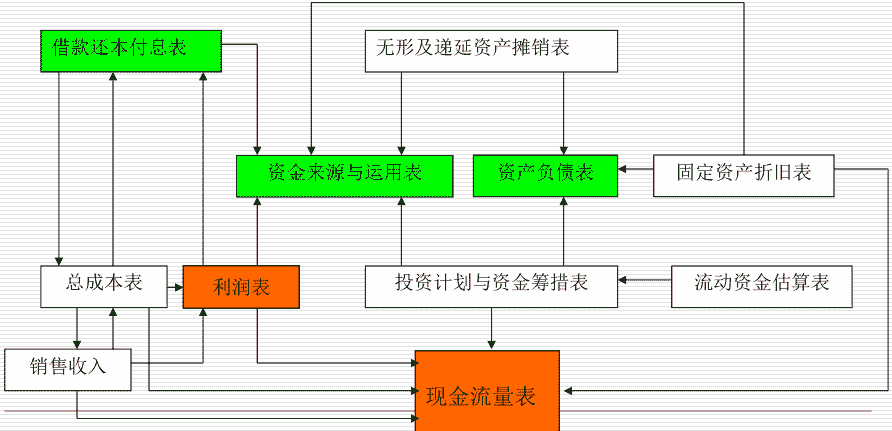 借款还本付息表
无形及递延资产摊销表
资金来源与运用表
资产负债表
固定资产折旧表
总成本表
利润表
投资计划与资金筹措表
流动资金估算表
销售收入
现金流量表